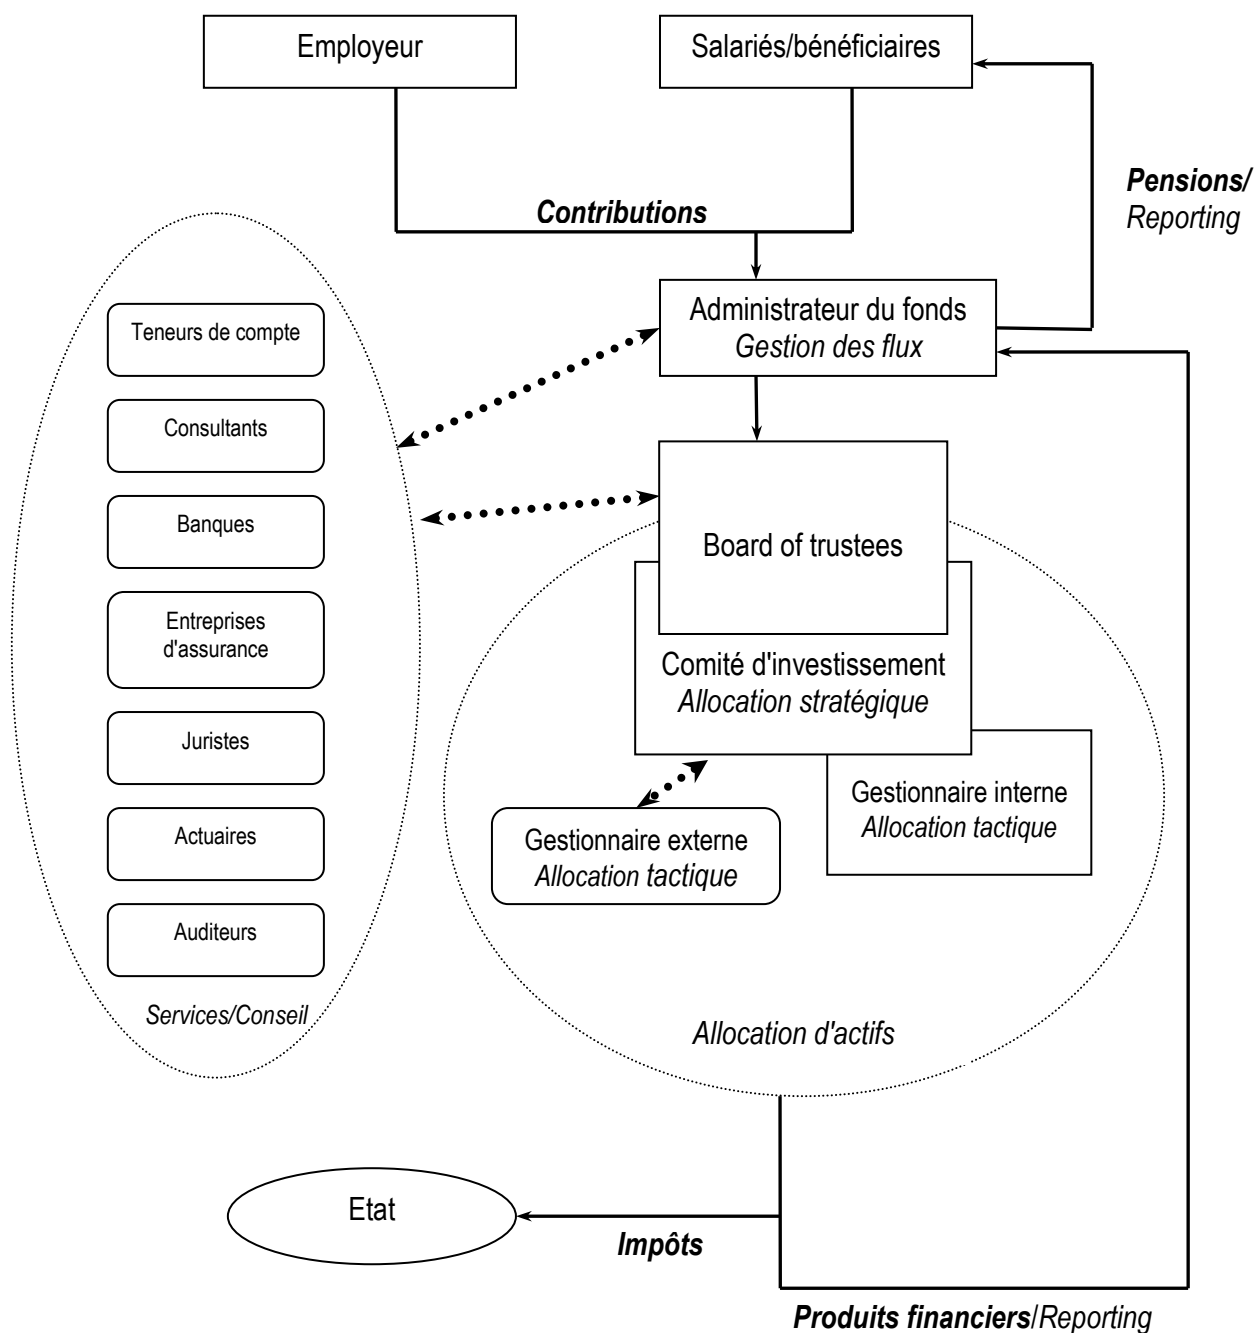 Employeur
Salariés/bénéficiaires
Pensions/
Reporting
Contributions
Administrateur du fonds
Gestion des flux
Teneurs de compte
Consultants
Banques
Entreprises
d'assurance
Juristes
Actuaires
Auditeurs
Services/Conseil
Board of trustees
Comité d'investissement
Allocation stratégique
Gestionnaire interne
Allocation tactique
Gestionnaire externe
Allocation tactique
Allocation d'actifs
Etat
Impôts
Produits financiers/Reporting